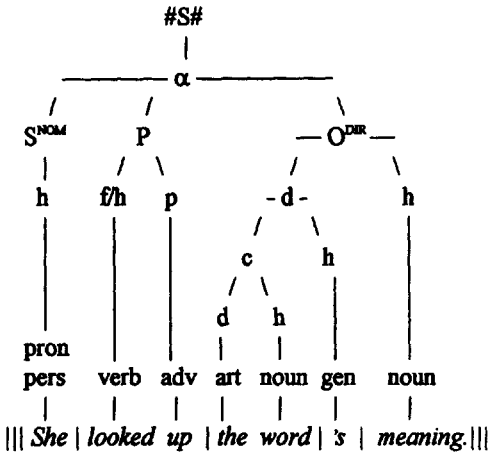 #S#
α
S^NOM P O^DIR
h f/h p - d - h
c h
d h
pron
pers verb adv art noun gen noun
||| She | looked up | the word | 's | meaning. |||